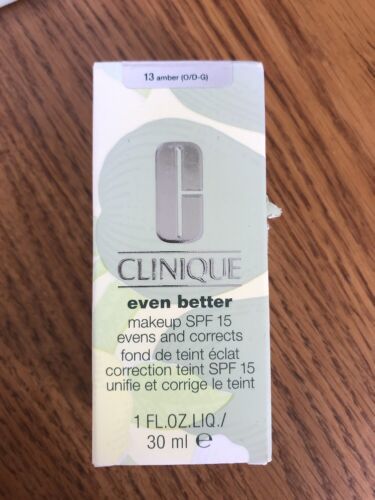 13 amber (O/D-G)
CLINIQUE
even better
makeup SPF 15
evens and corrects
fond de teint éclat
correction teint SPF 15
unifie et corrige le teint
1 FL.OZ.LIQ./
30 ml ℮